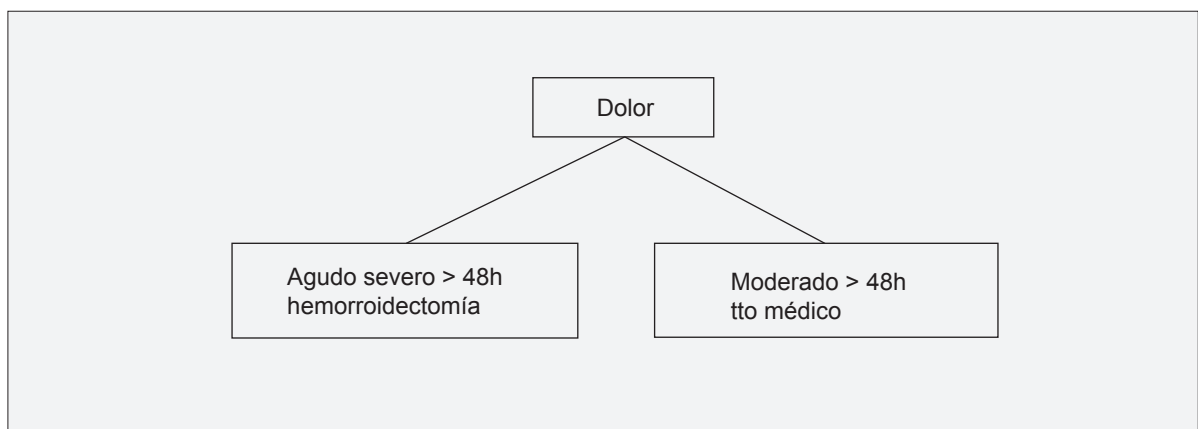 Dolor
Agudo severo > 48h
hemorroidectomía
Moderado > 48h
tto médico